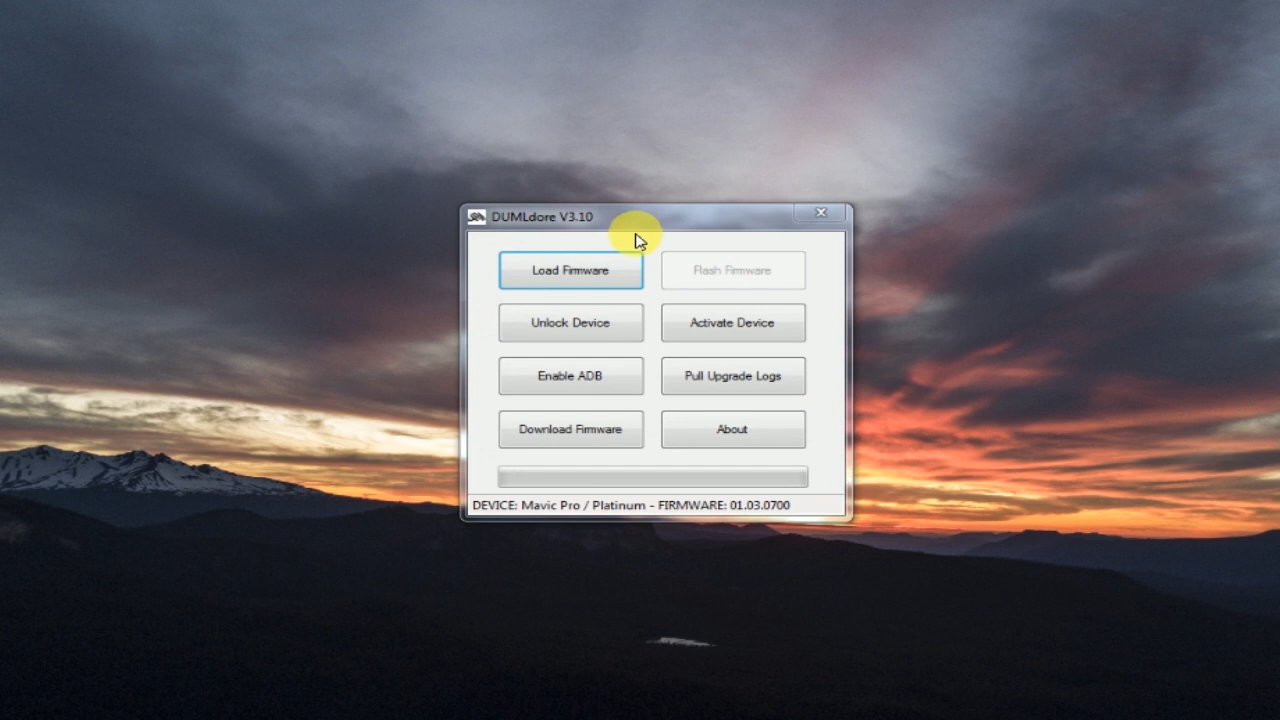 DUMLdore V3.10
Load Firmware
Flash Firmware
Unlock Device
Activate Device
Enable ADB
Pull Upgrade Logs
Download Firmware
About
DEVICE: Mavic Pro / Platinum - FIRMWARE: 01.03.0700